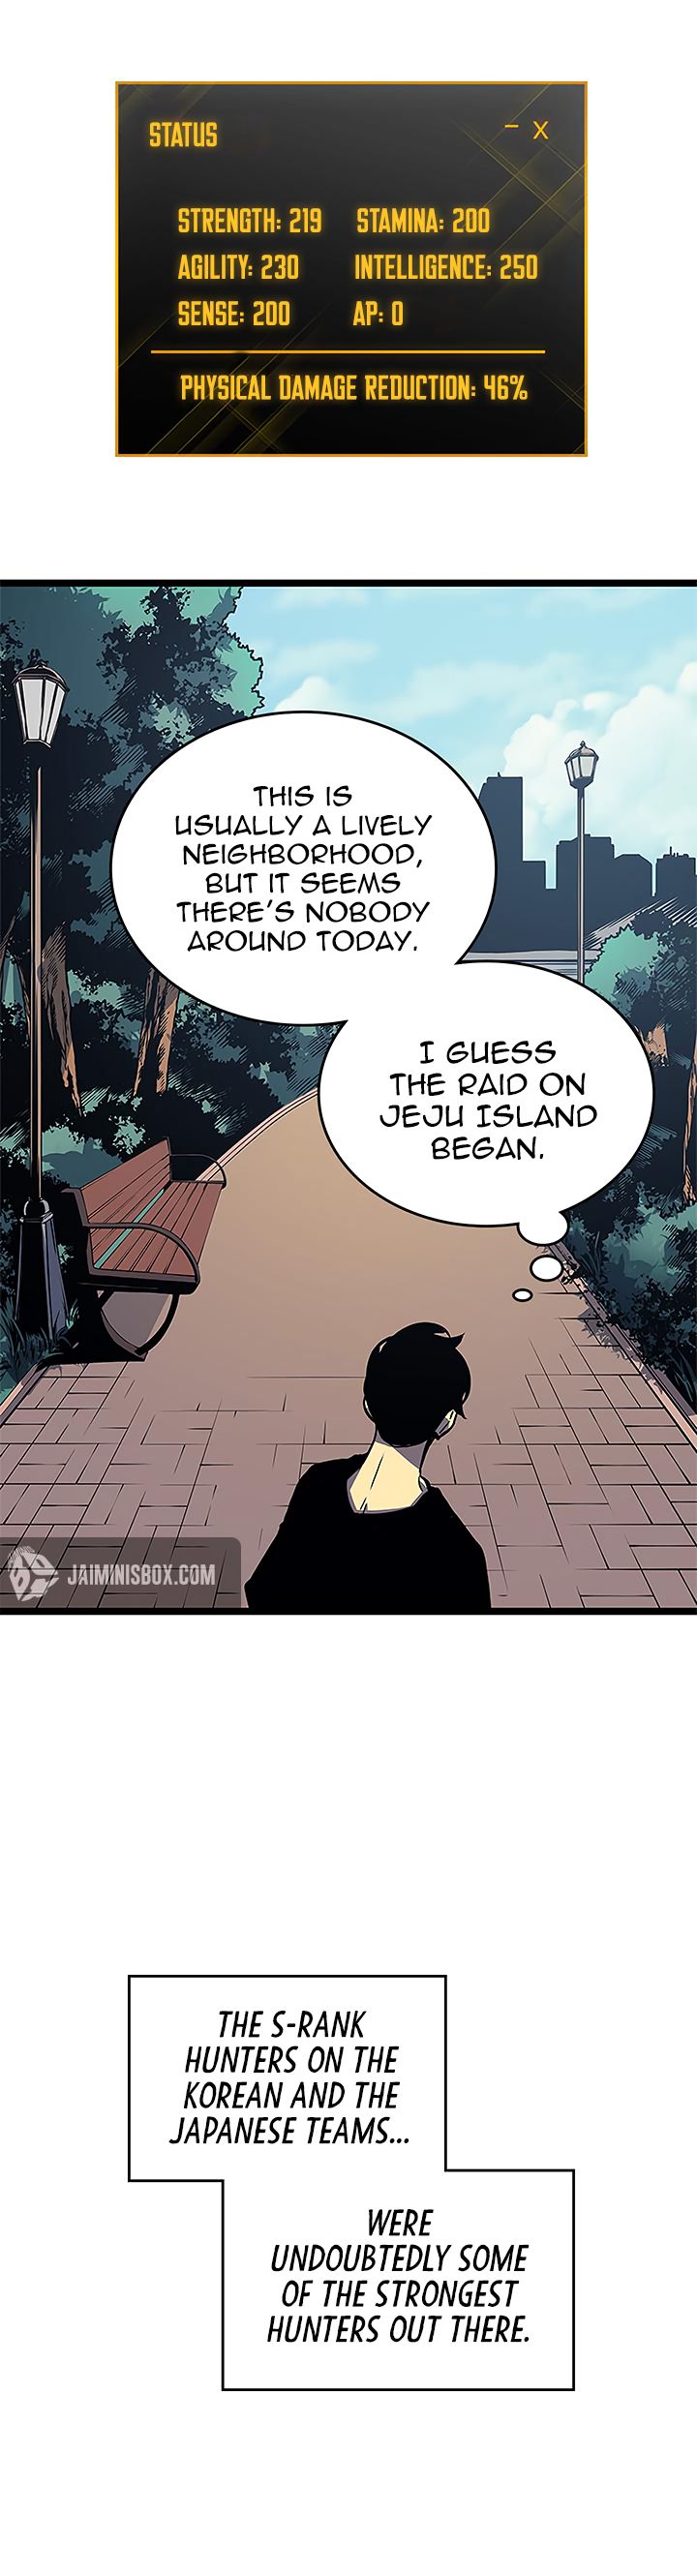 STATUS - X
STRENGTH: 219 STAMINA: 200
AGILITY: 230 INTELLIGENCE: 250
SENSE: 200 AP: 0
PHYSICAL DAMAGE REDUCTION: 46%
THIS IS
USUALLY A LIVELY
NEIGHBORHOOD,
BUT IT SEEMS
THERE'S NOBODY
AROUND TODAY.
I GUESS
THE RAID ON
JEJU ISLAND
BEGAN.
JAIMINISBOX.COM
THE S-RANK
HUNTERS ON THE
KOREAN AND THE
JAPANESE TEAMS...
WERE
UNDOUBTEDLY SOME
OF THE STRONGEST
HUNTERS OUT THERE.